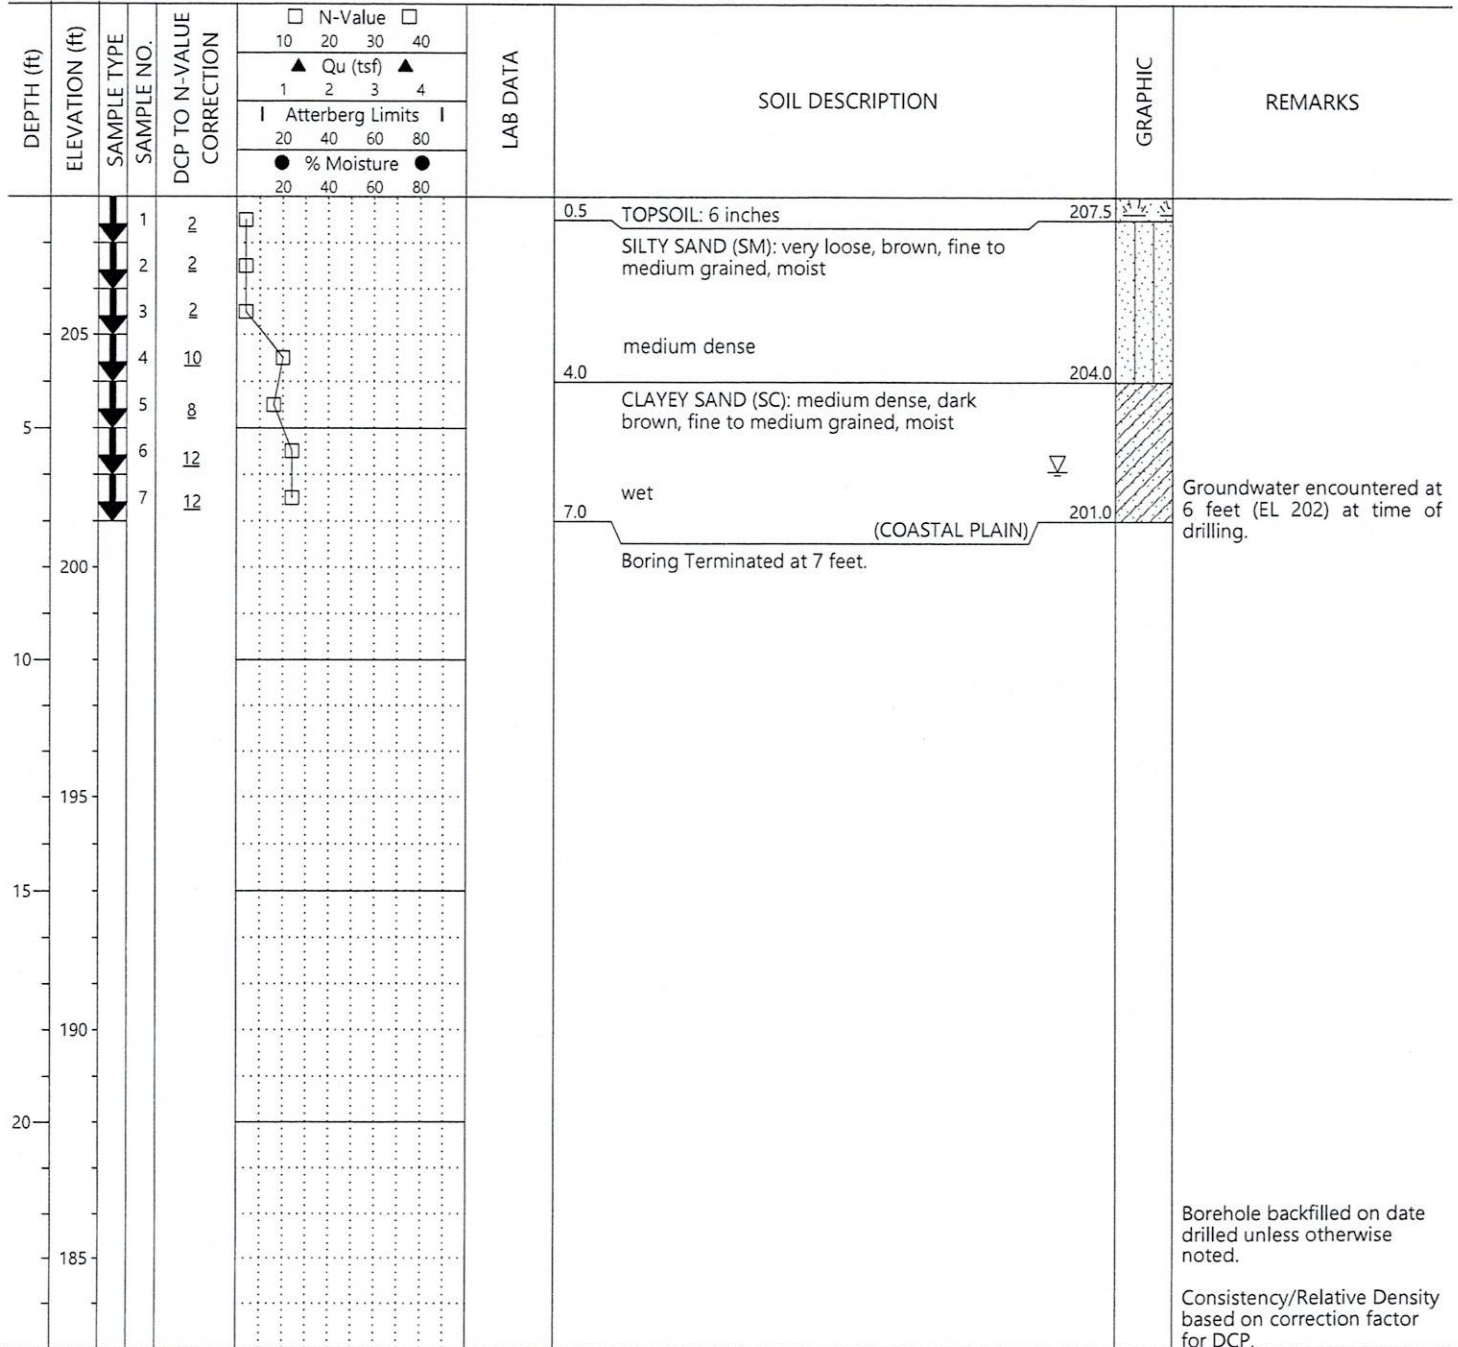 DEPTH (ft)
ELEVATION (ft)
SAMPLE TYPE
SAMPLE NO.
DCP TO N-VALUE
CORRECTION
N-Value
10 20 30 40
Qu (tsf)
1 2 3 4
Atterberg Limits
20 40 60 80
% Moisture
20 40 60 80
LAB DATA
SOIL DESCRIPTION
GRAPHIC
REMARKS
1 2
0.5 TOPSOIL: 6 inches 207.5
SILTY SAND (SM): very loose, brown, fine to
medium grained, moist
2 2
3 2
205
4 10
medium dense
4.0 204.0
5 8
CLAYEY SAND (SC): medium dense, dark
brown, fine to medium grained, moist
5
6 12
7 12
wet
7.0 201.0
Groundwater encountered at
6 feet (EL 202) at time of
drilling.
(COASTAL PLAIN)
Boring Terminated at 7 feet.
200
10
195
15
190
20
185
Borehole backfilled on date
drilled unless otherwise
noted.
Consistency/Relative Density
based on correction factor
for DCP.